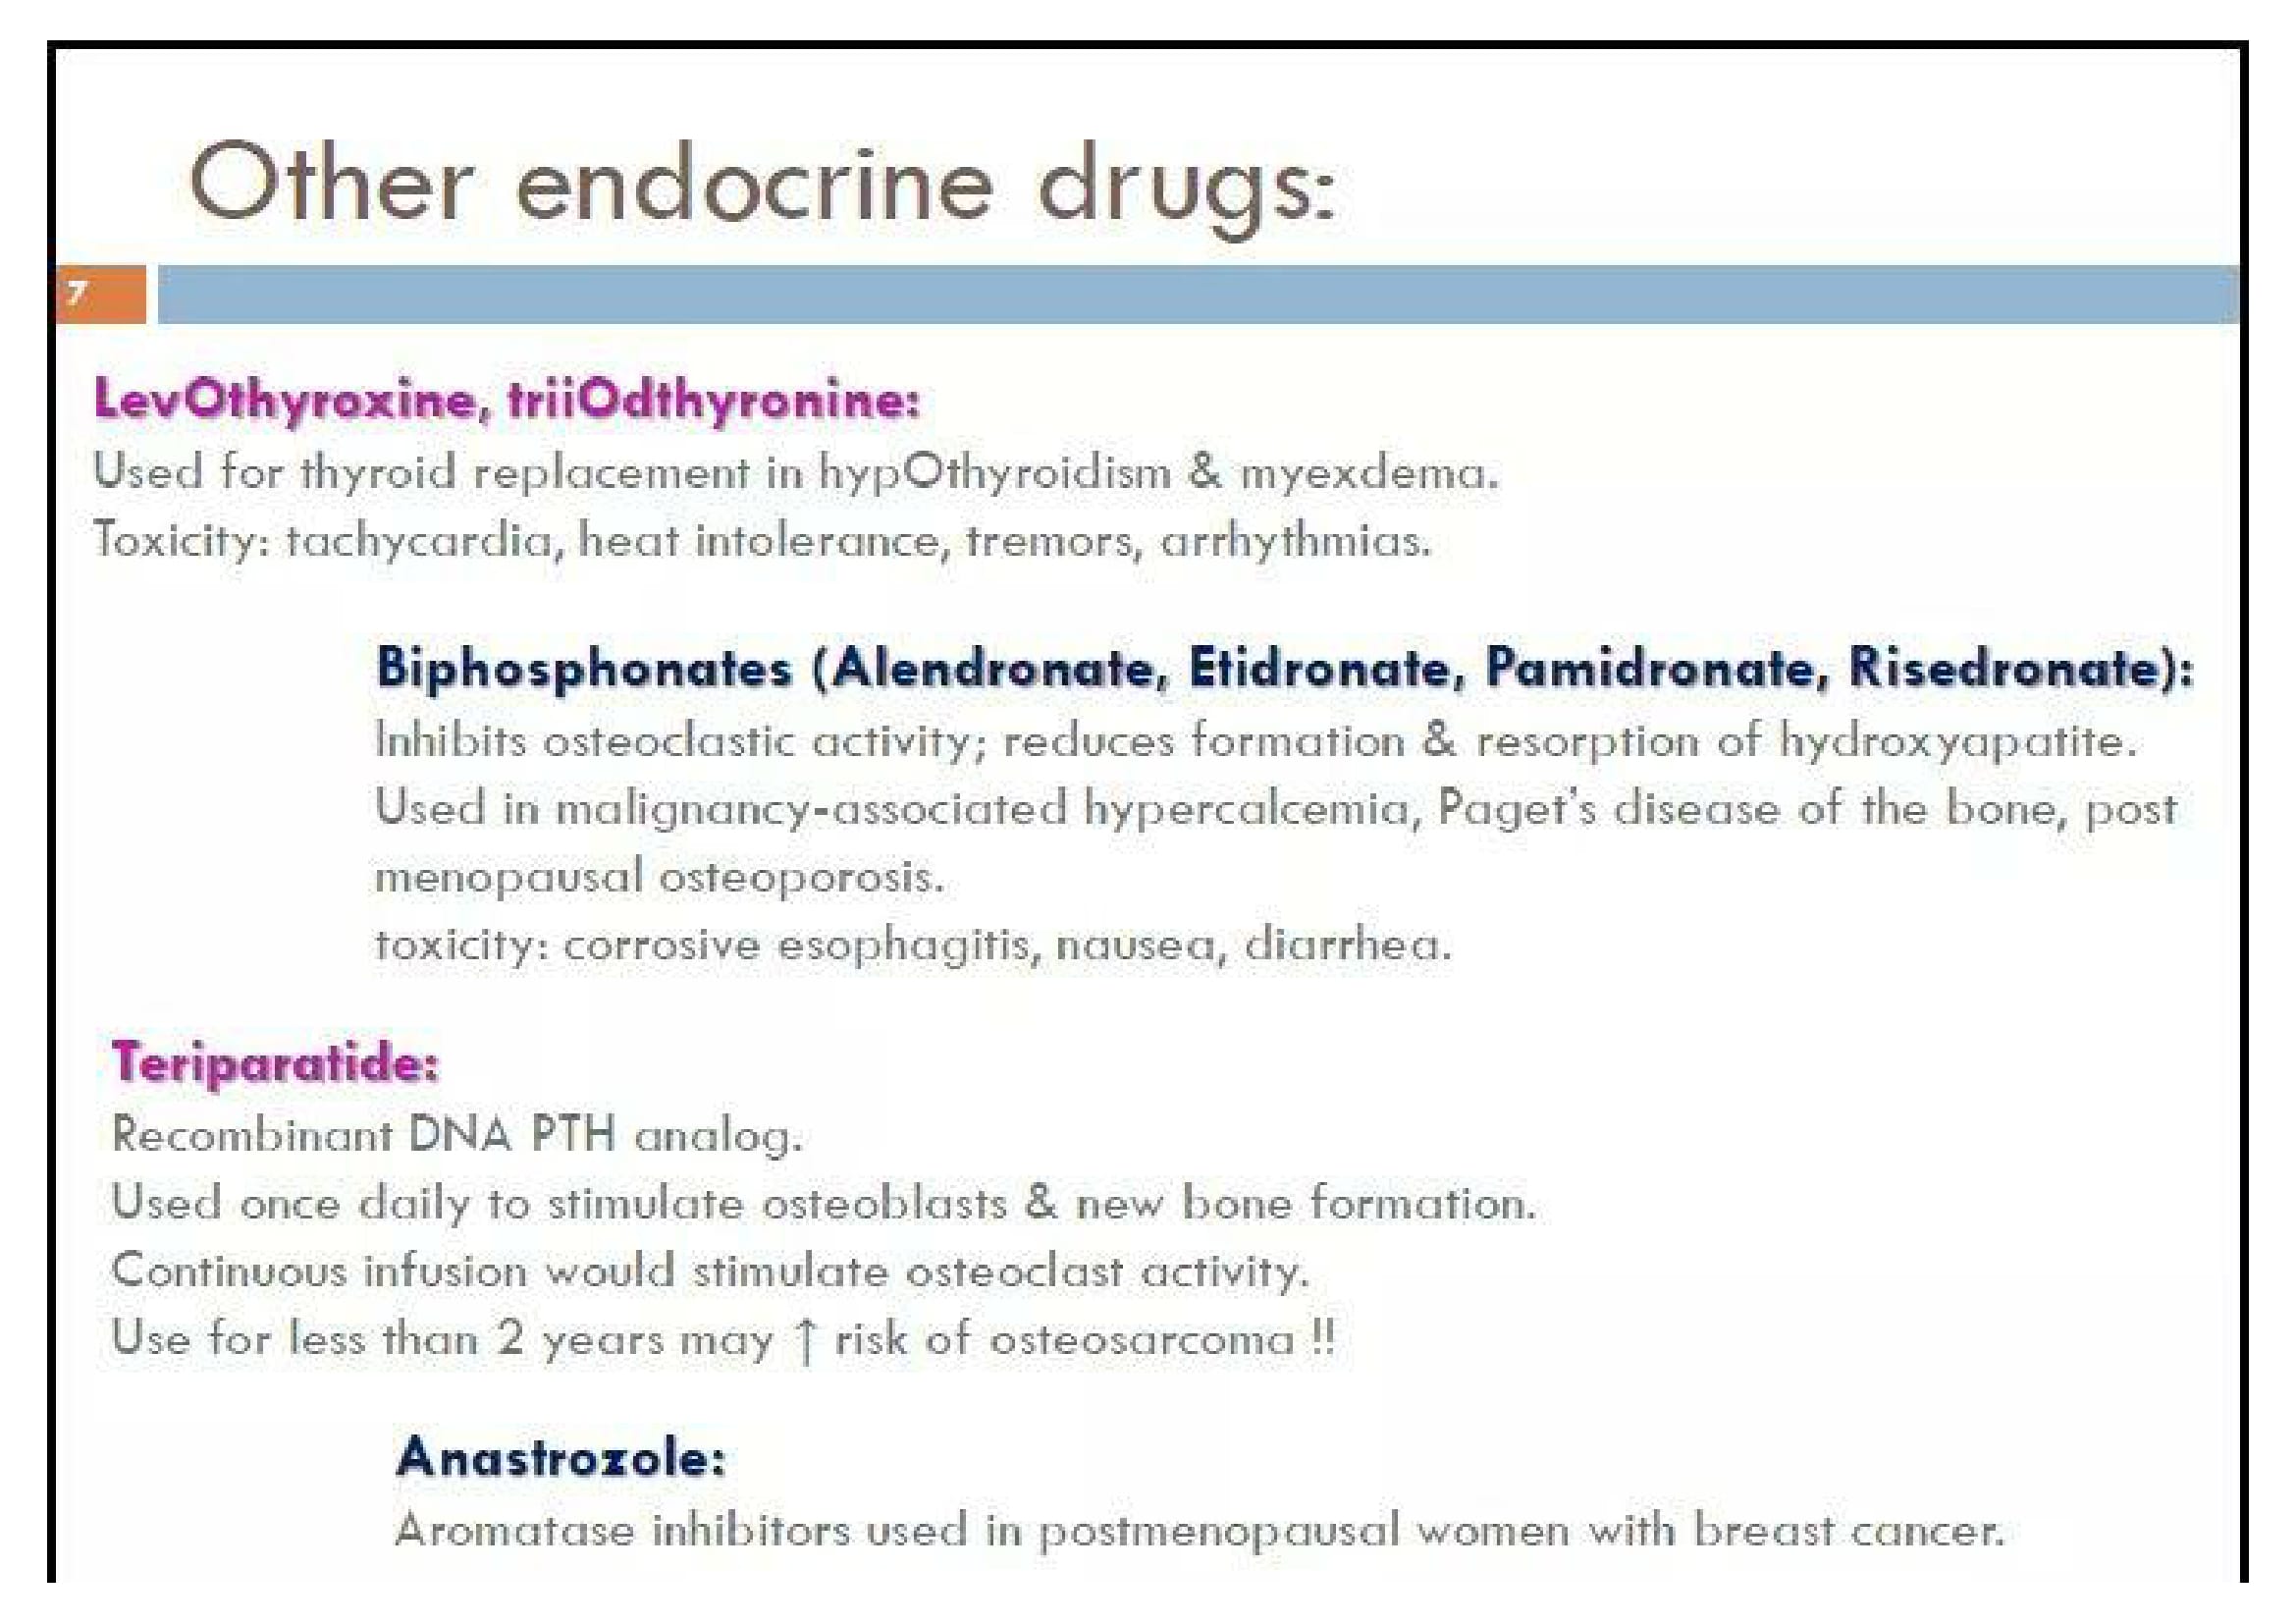 Other endocrine drugs:
7
LevOthyroxine, triiOdthyronine:
Used for thyroid replacement in hypOthyroidism & myexdema.
Toxicity: tachycardia, heat intolerance, tremors, arrhythmias.
Biphosphonates (Alendronate, Etidronate, Pamidronate, Risedronate):
Inhibits osteoclastic activity; reduces formation & resorption of hydroxyapatite.
Used in malignancy-associated hypercalcemia, Paget's disease of the bone, post
menopausal osteoporosis.
toxicity: corrosive esophagitis, nausea, diarrhea.
Teriparatide:
Recombinant DNA PTH analog.
Used once daily to stimulate osteoblasts & new bone formation.
Continuous infusion would stimulate osteoclast activity.
Use for less than 2 years may ↑ risk of osteosarcoma !!
Anastrozole:
Aromatase inhibitors used in postmenopausal women with breast cancer.